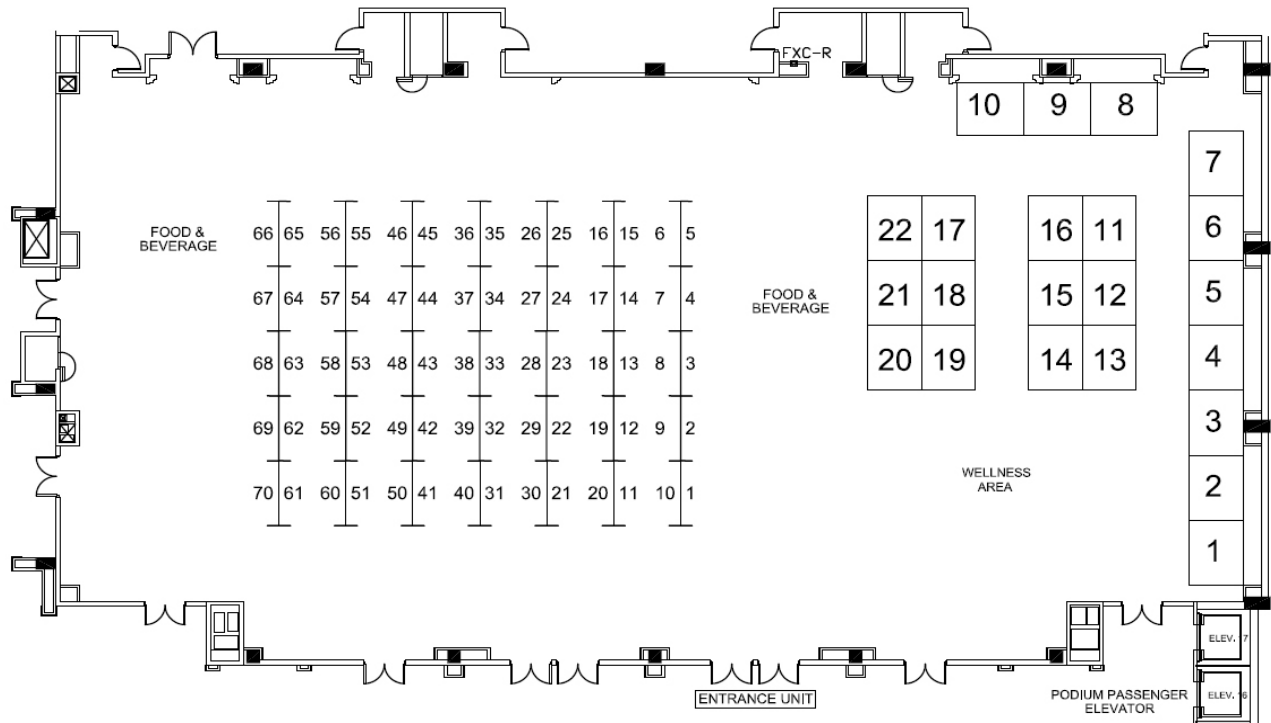 FXC-R
10 9 8
7
FOOD &
BEVERAGE
66 65 56 55 46 45 36 35 26 25 16 15 6 5
22 17 16 11
6
67 64 57 54 47 44 37 34 27 24 17 14 7 4
FOOD &
BEVERAGE
21 18 15 12
5
68 63 58 53 48 43 38 33 28 23 18 13 8 3
20 19 14 13
4
69 62 59 52 49 42 39 32 29 22 19 12 9 2
3
70 61 60 51 50 41 40 31 30 21 20 11 10 1
WELLNESS
AREA
2
1
ELEV. 17
ENTRANCE UNIT
PODIUM PASSENGER
ELEVATOR
ELEV. 16